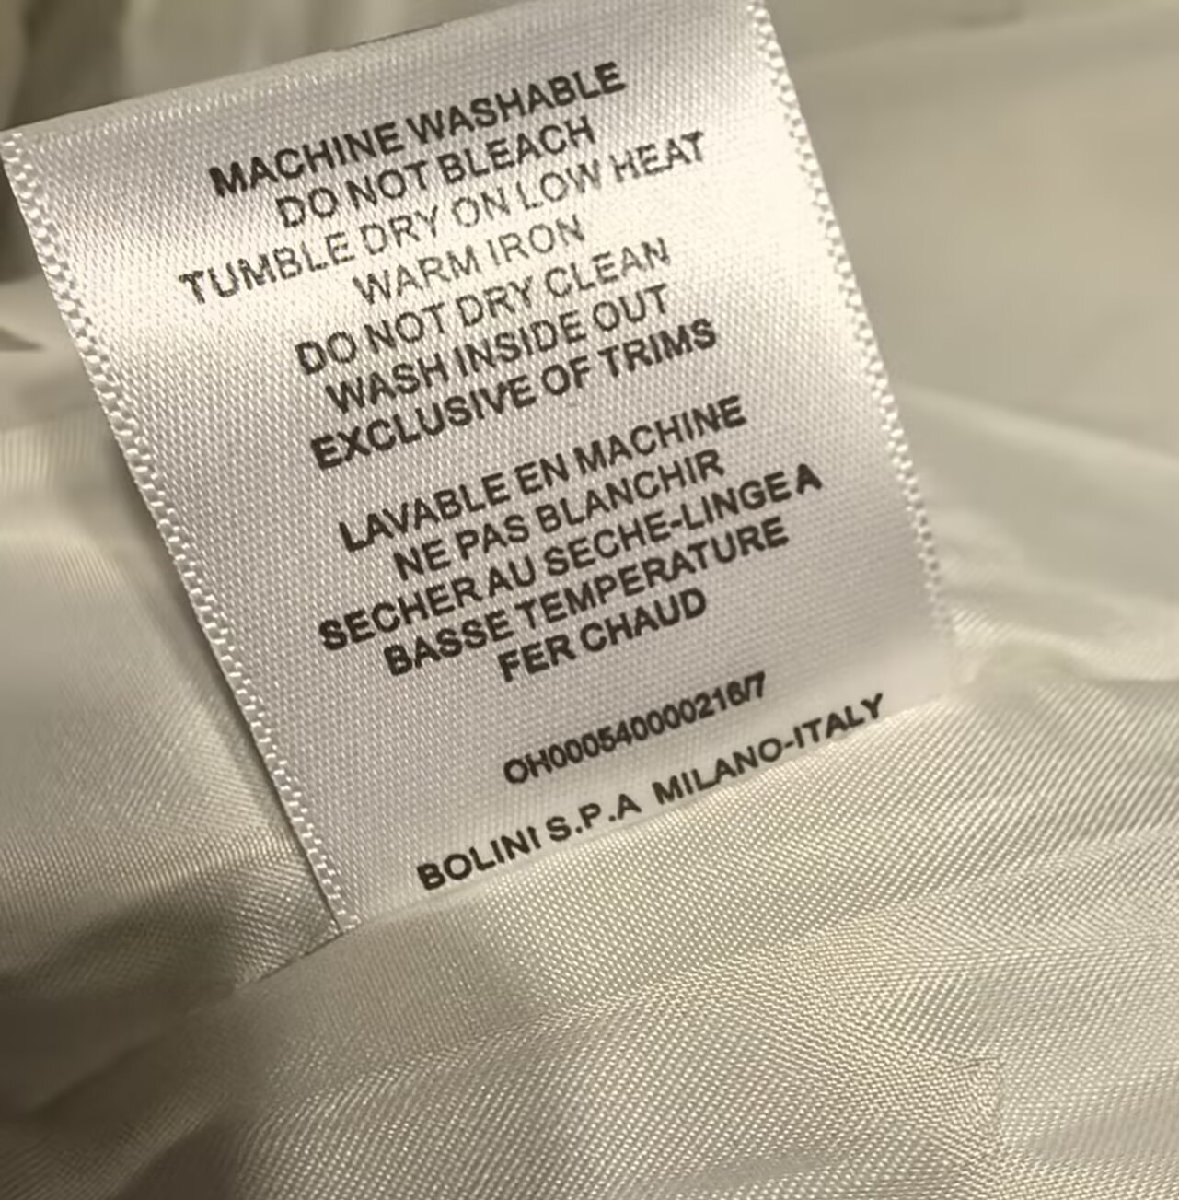 MACHINE WASHABLE
DO NOT BLEACH
TUMBLE DRY ON LOW HEAT
WARM IRON
DO NOT DRY CLEAN
WASH INSIDE OUT
EXCLUSIVE OF TRIMS
LAVABLE EN MACHINE
NE PAS BLANCHIR
SECHER AU SECHE-LINGE A
BASSE TEMPERATURE
FER CHAUD
OH000540000216/7
BOLINI S.P.A MILANO-ITALY